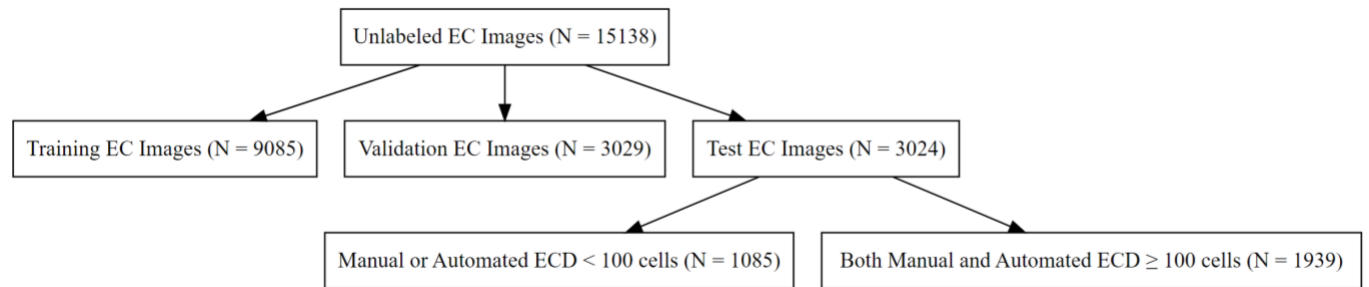 Unlabeled EC Images (N = 15138)
Training EC Images (N = 9085)
Validation EC Images (N = 3029)
Test EC Images (N = 3024)
Manual or Automated ECD < 100 cells (N = 1085)
Both Manual and Automated ECD ≥ 100 cells (N = 1939)